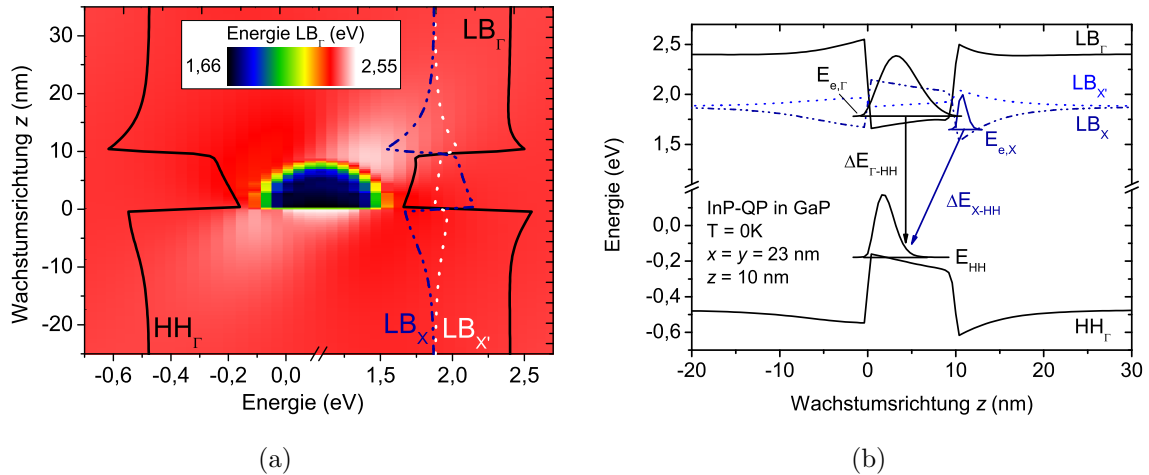 Energie LB_Γ (eV)
1,66
2,55
LB_Γ
HH_Γ
LB_X
LB_X'
30
20
10
0
-10
-20
Wachstumsrichtung z (nm)
-0,6
-0,4
-0,2
0,0
1,5
2,0
2,5
Energie (eV)
(a)
LB_Γ
E_e,Γ
LB_X'
LB_X
E_e,X
ΔE_Γ-HH
ΔE_X-HH
InP-QP in GaP
T = 0K
x = y = 23 nm
z = 10 nm
E_HH
HH_Γ
2,5
2,0
1,5
0,0
-0,2
-0,4
-0,6
Energie (eV)
-20
-10
0
10
20
30
Wachstumsrichtung z (nm)
(b)